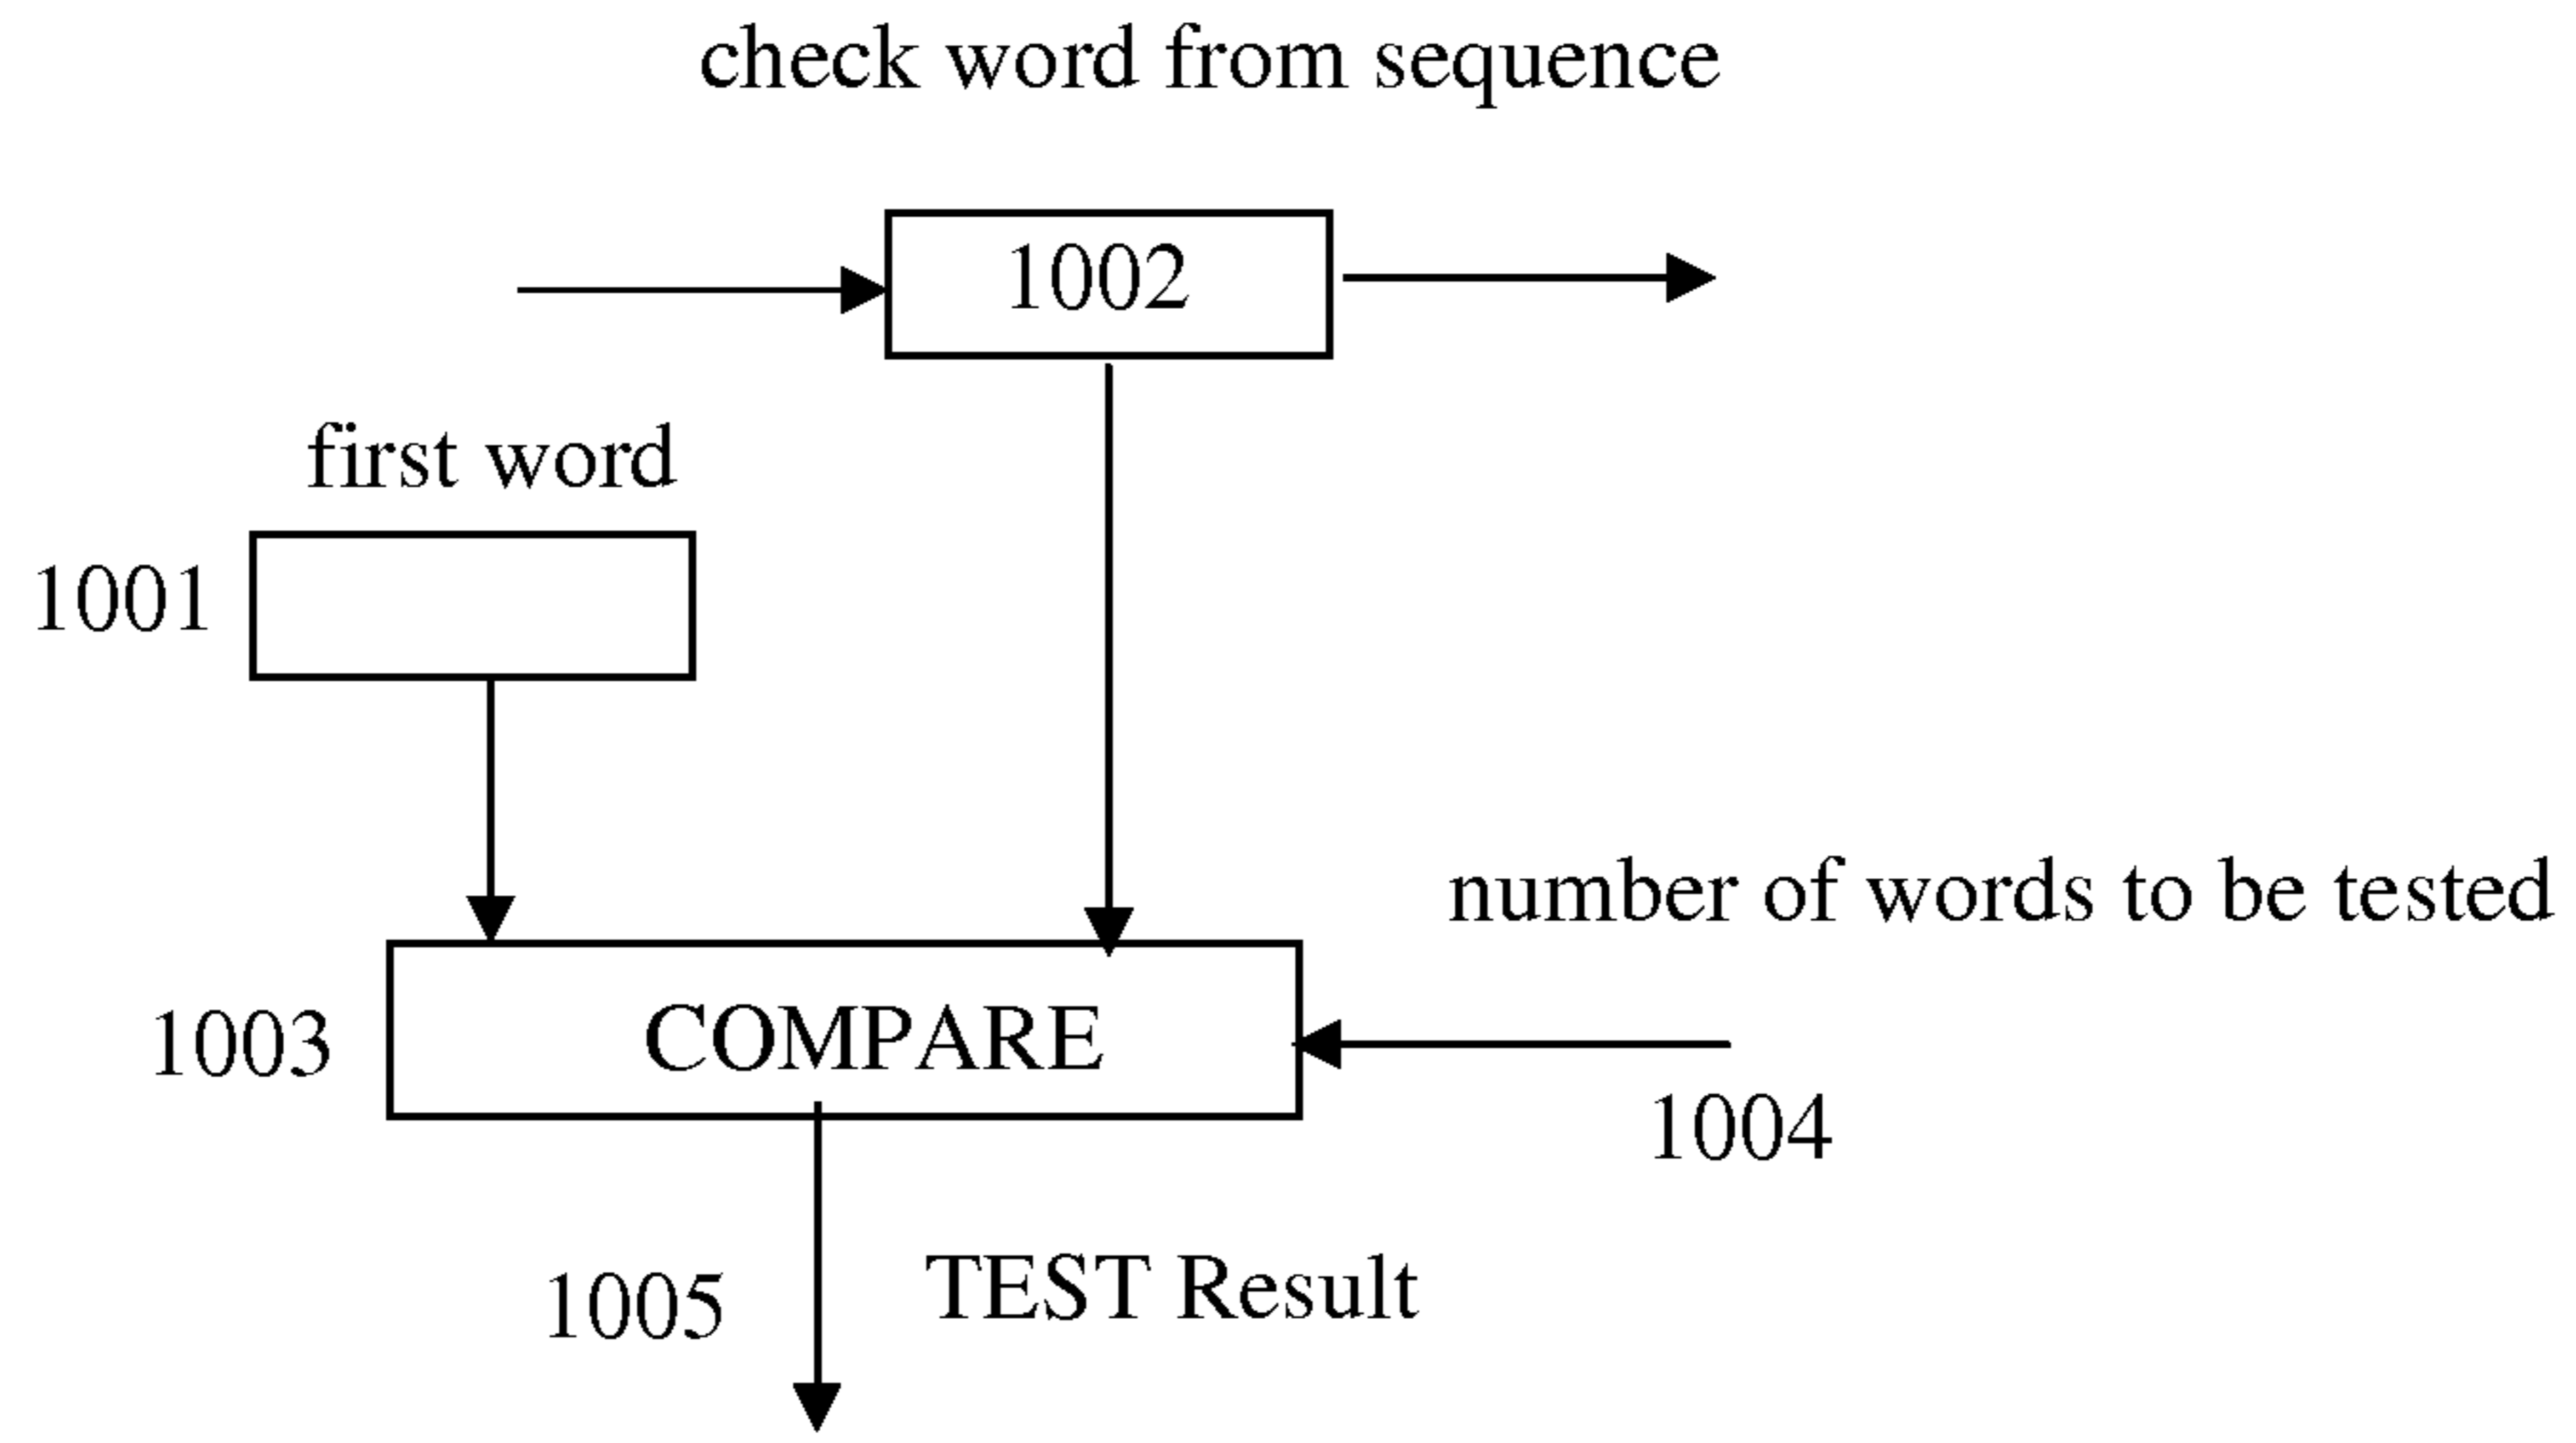 check word from sequence
1002
first word
1001
number of words to be tested
1003
COMPARE
1004
1005
TEST Result